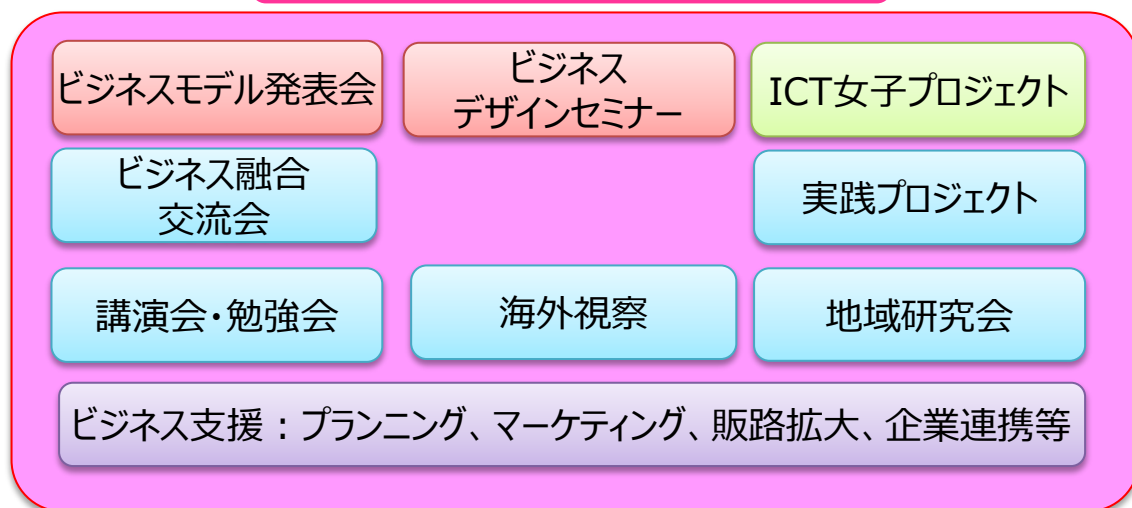 ビジネスモデル発表会
ビジネス
デザインセミナー
ICT女子プロジェクト
ビジネス融合
交流会
実践プロジェクト
講演会・勉強会
海外視察
地域研究会
ビジネス支援：プランニング、マーケティング、販路拡大、企業連携等